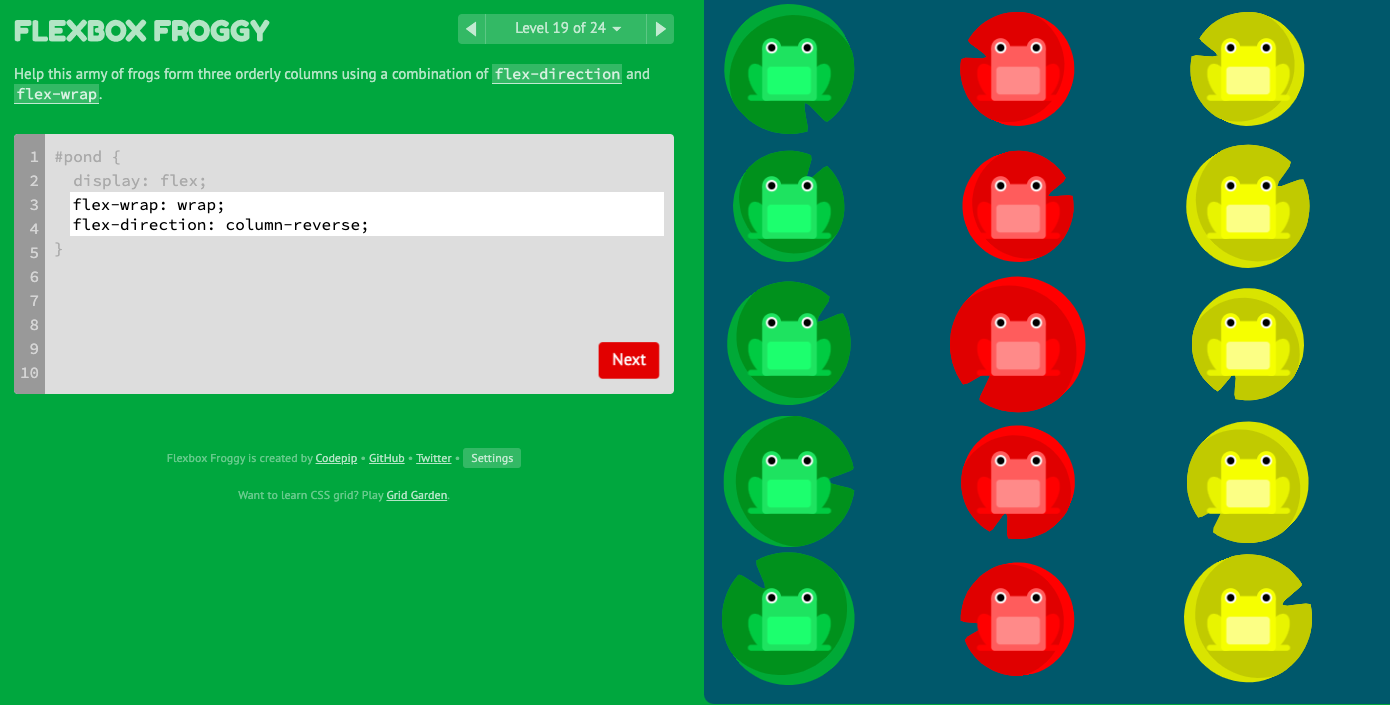 FLEXBOX FROGGY
Level 19 of 24
Help this army of frogs form three orderly columns using a combination of flex-direction and
flex-wrap.
1 #pond {
2 display: flex;
3 flex-wrap: wrap;
4 flex-direction: column-reverse;
5 }
6
7
8
9
10
Next
Flexbox Froggy is created by Codepip • GitHub • Twitter • Settings
Want to learn CSS grid? Play Grid Garden.